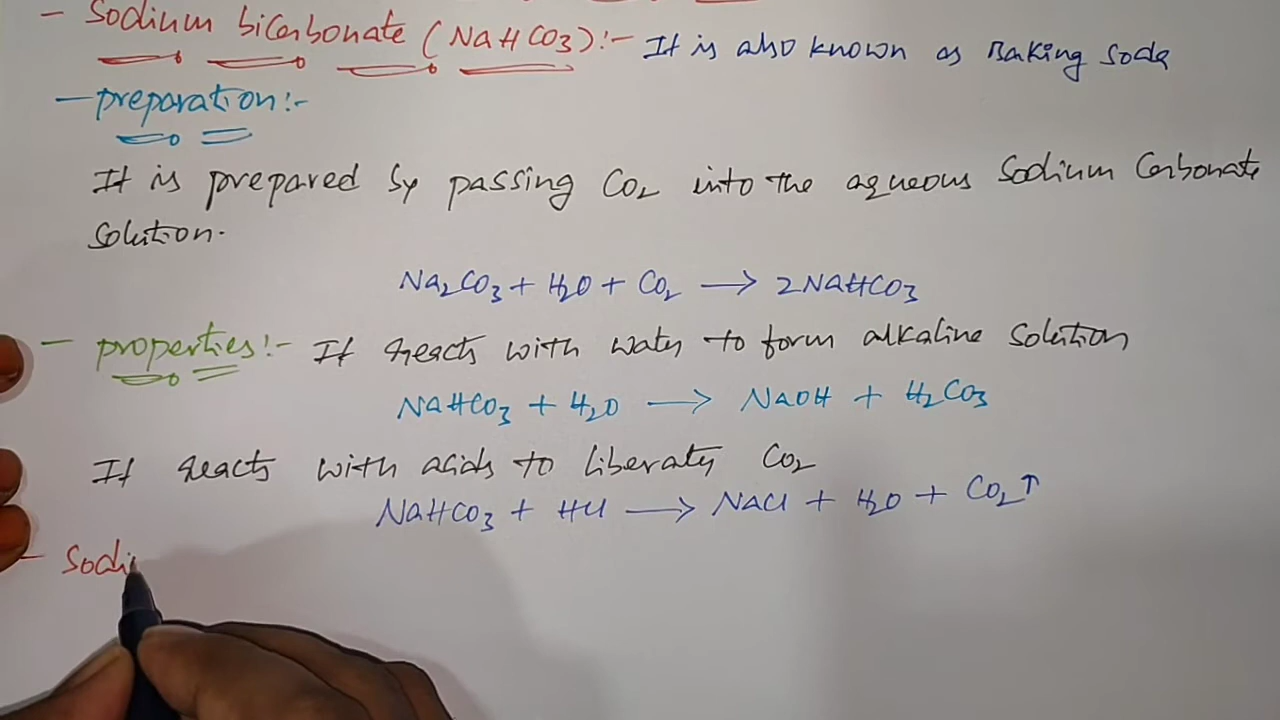 - Sodium bicarbonate (NaHCO3):- It is also known as Baking Soda
- preparation:-
It is prepared by passing CO2 into the aqueous Sodium Carbonate
solution.
Na2CO3 + H2O + CO2 → 2NaHCO3
- properties:- It reacts with water to form alkaline solution
NaHCO3 + H2O → NaOH + H2CO3
It reacts with acids to liberate CO2
NaHCO3 + HCl → NaCl + H2O + CO2↑
- Sodi